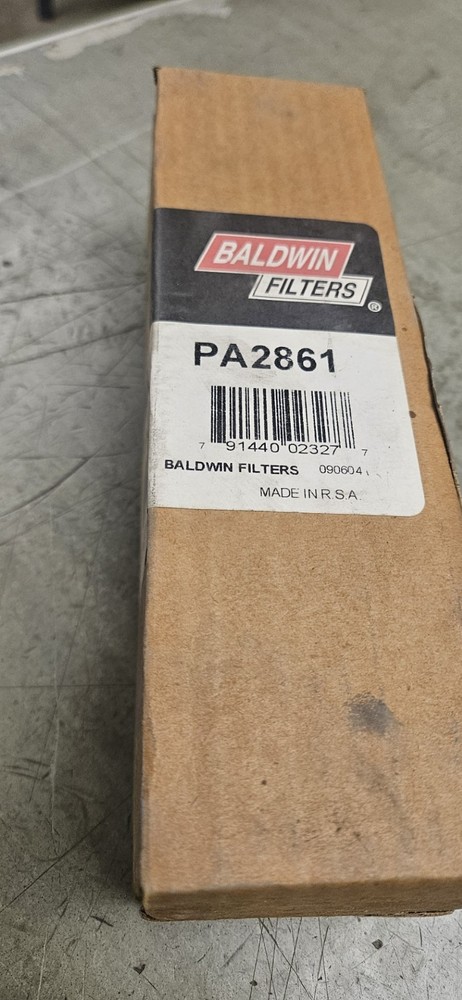 BALDWIN
FILTERS
®
PA2861
7 91440 02327 7
BALDWIN FILTERS 090604
MADE IN R.S.A.